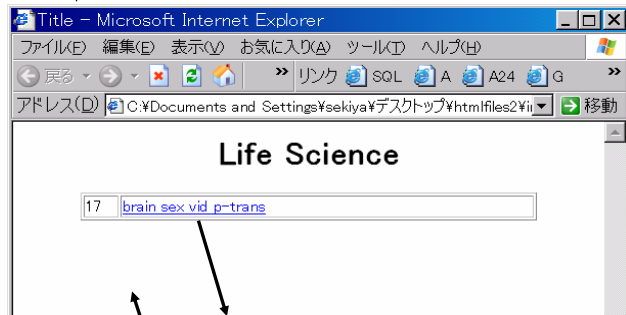 Title - Microsoft Internet Explorer
ファイル(F) 編集(E) 表示(V) お気に入り(A) ツール(T) ヘルプ(H)
戻る » リンク SQL A A24 G »
アドレス(D) C:¥Documents and Settings¥sekiya¥デスクトップ¥htmlfiles2¥i 移動
Life Science
17 brain sex vid p-trans